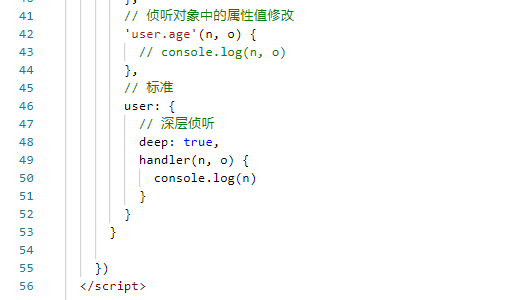 41 // 侦听对象中的属性值修改
42 'user.age'(n, o) {
43 // console.log(n, o)
44 },
45 // 标准
46 user: {
47 // 深层侦听
48 deep: true,
49 handler(n, o) {
50 console.log(n)
51 }
52 }
53 }
54
55 })
56 </script>